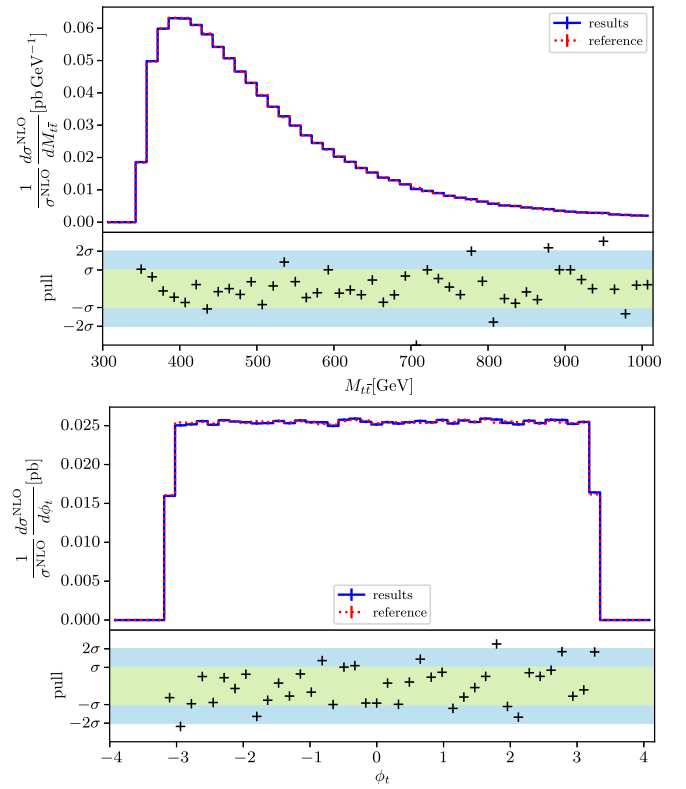 0.06
0.05
0.04
0.03
0.02
0.01
0.00
1/σ^NLO dσ^NLO/dM_tt̄ [pb GeV⁻¹]
results
reference
2σ
σ
−σ
−2σ
pull
300 400 500 600 700 800 900 1000
M_tt̄[GeV]
0.025
0.020
0.015
0.010
0.005
0.000
1/σ^NLO dσ^NLO/dϕ_t [pb]
results
reference
2σ
σ
−σ
−2σ
pull
−4 −3 −2 −1 0 1 2 3 4
ϕ_t